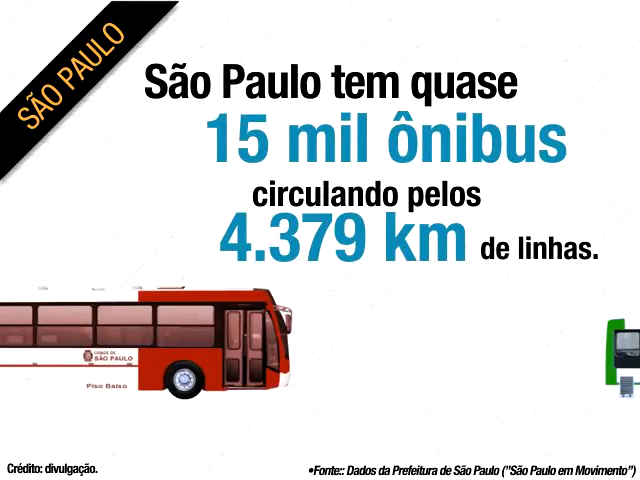 SÃO PAULO
São Paulo tem quase
15 mil ônibus
circulando pelos
4.379 km de linhas.
CIDADE DE
SÃO PAULO
Piso Baixo
Crédito: divulgação.
•Fonte:: Dados da Prefeitura de São Paulo ("São Paulo em Movimento")